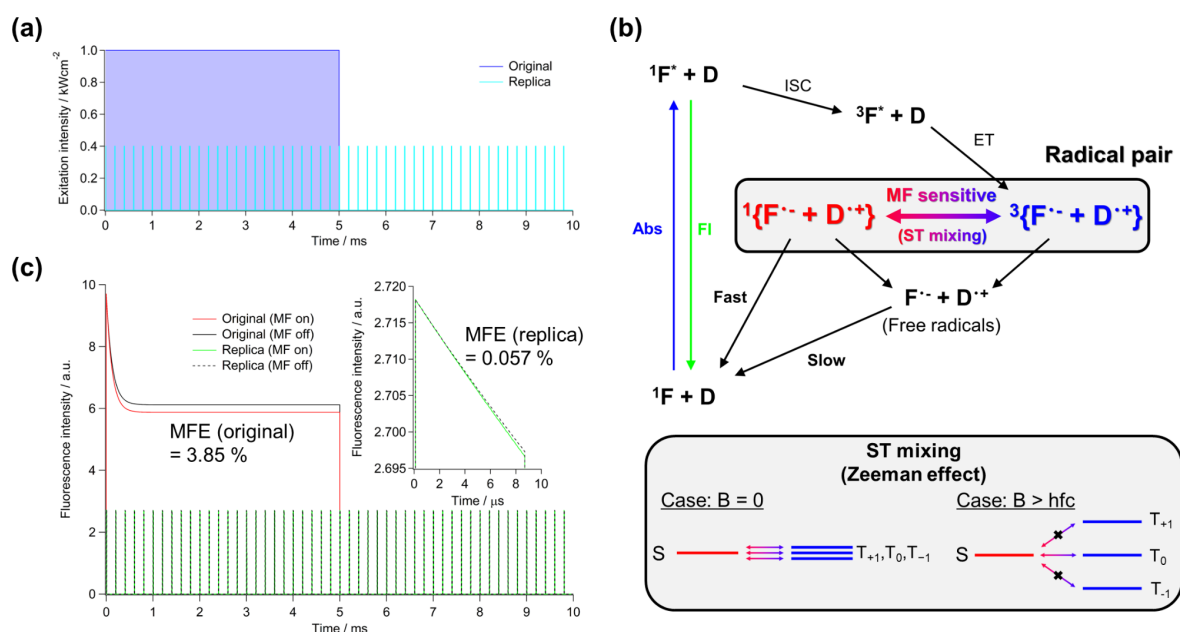 (a)
Exitation intensity / kWcm⁻²
1.0
0.8
0.6
0.4
0.2
0.0
Original
Replica
0 1 2 3 4 5 6 7 8 9 10
Time / ms
(b)
¹F* + D
ISC
³F* + D
ET
Radical pair
¹{F·⁻ + D·⁺}
MF sensitive
(ST mixing)
³{F·⁻ + D·⁺}
Abs
Fl
Fast
F·⁻ + D·⁺
(Free radicals)
Slow
¹F + D
ST mixing
(Zeeman effect)
Case: B = 0
S
T₊₁,T₀,T₋₁
Case: B > hfc
S
T₊₁
T₀
T₋₁
(c)
Fluorescence intensity / a.u.
10
8
6
4
2
0
Original (MF on)
Original (MF off)
Replica (MF on)
Replica (MF off)
MFE (original)
= 3.85 %
0 1 2 3 4 5 6 7 8 9 10
Time / ms
Fluorescence intensity / a.u.
2.720
2.715
2.710
2.705
2.700
2.695
MFE (replica)
= 0.057 %
0 2 4 6 8 10
Time / μs